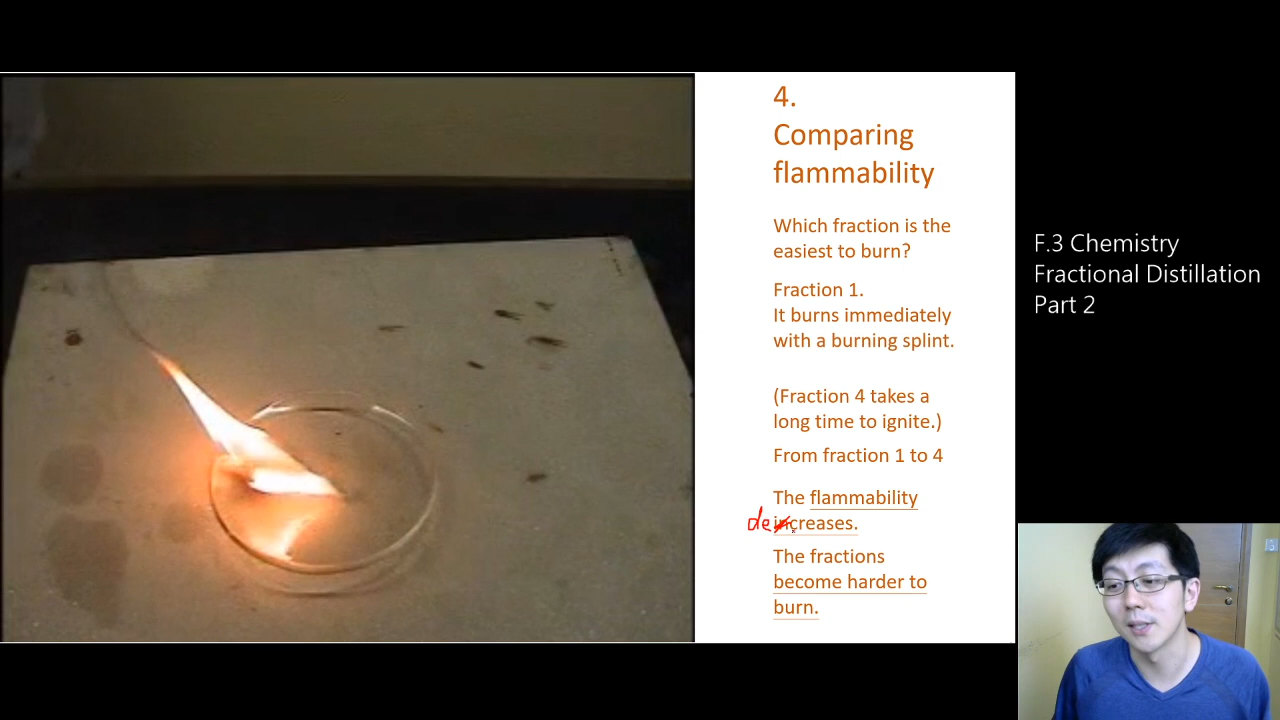 4.
Comparing
flammability
Which fraction is the
easiest to burn?
Fraction 1.
It burns immediately
with a burning splint.
(Fraction 4 takes a
long time to ignite.)
From fraction 1 to 4
The flammability
de increases.
The fractions
become harder to
burn.
F.3 Chemistry
Fractional Distillation
Part 2